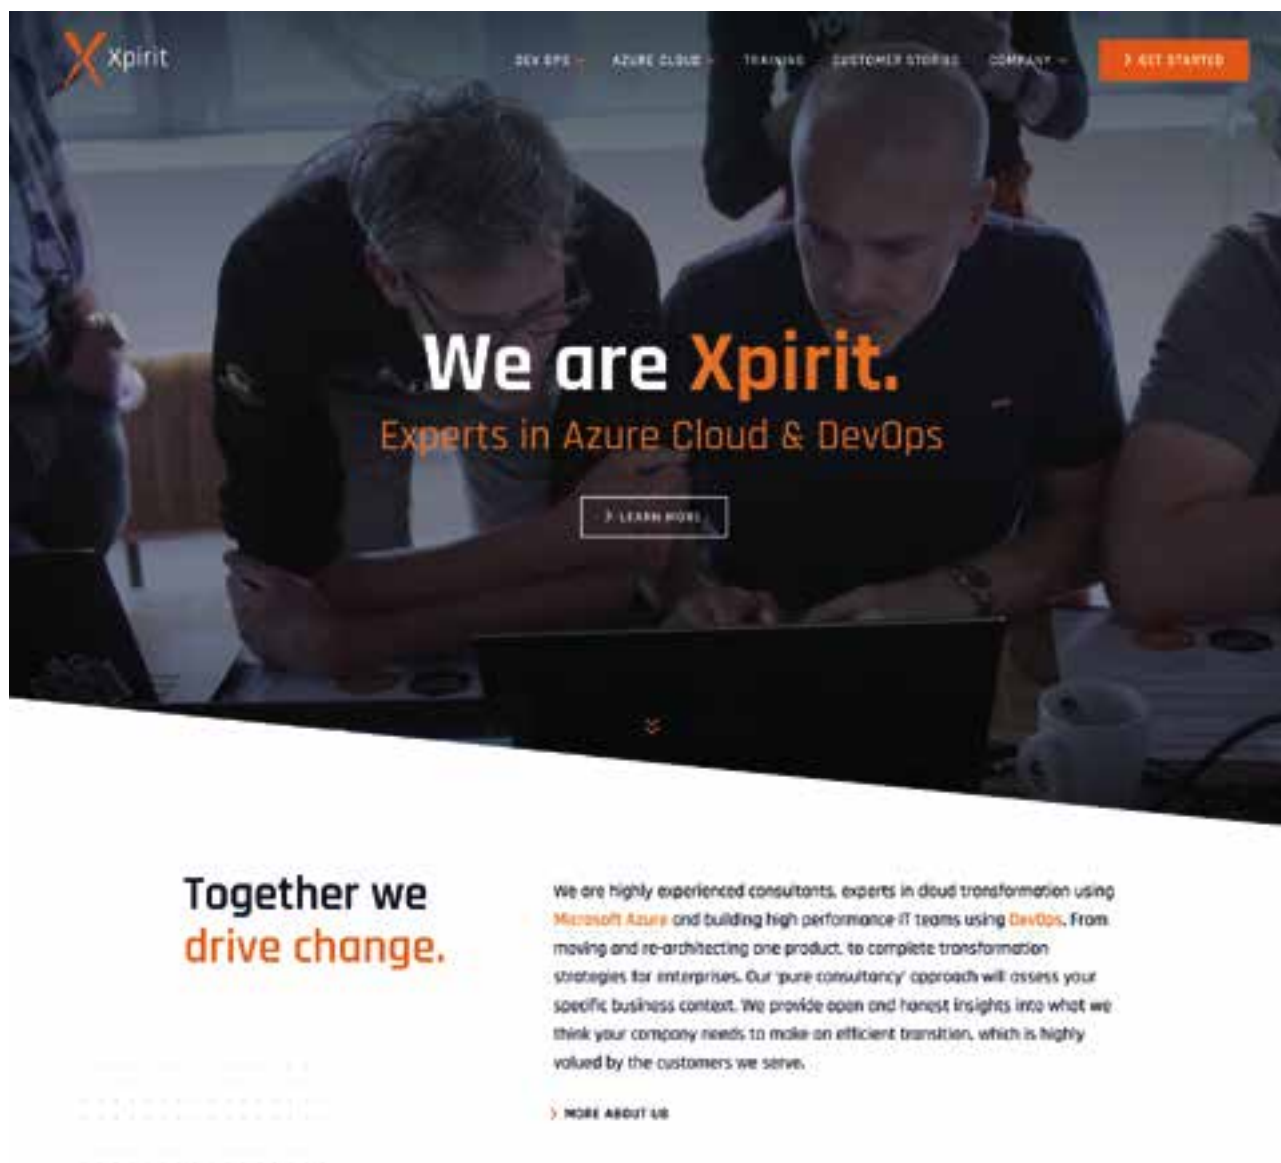 Xpirit
DEV OPS
AZURE CLOUD
TRAINING
CUSTOMER STORIES
COMPANY
GET STARTED
We are Xpirit.
Experts in Azure Cloud & DevOps
LEARN MORE
Together we
drive change.
We are highly experienced consultants, experts in cloud transformation using
Microsoft Azure and building high performance IT teams using DevOps. From
moving and re-architecting one product, to complete transformation
strategies for enterprises. Our 'pure consultancy' approach will assess your
specific business context. We provide open and honest insights into what we
think your company needs to make an efficient transition, which is highly
valued by the customers we serve.
MORE ABOUT US